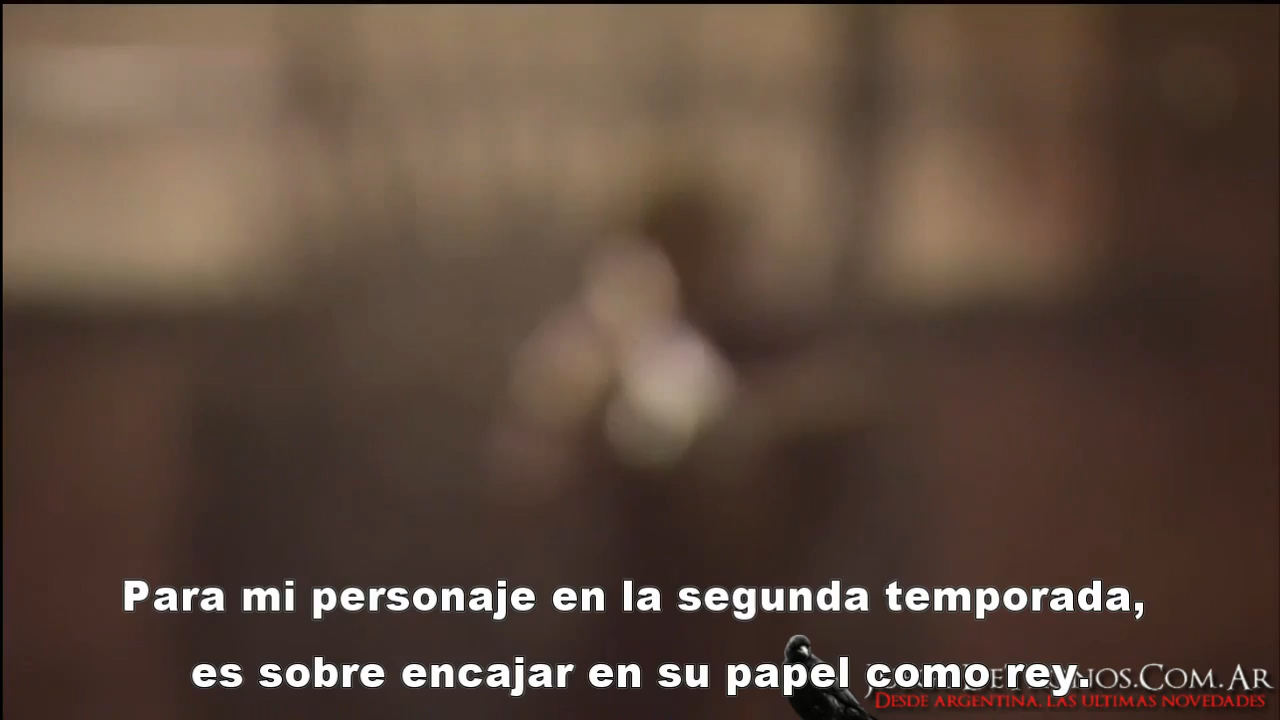 Para mi personaje en la segunda temporada,
es sobre encajar en su papel como rey.
DESDE ARGENTINA, LAS ULTIMAS NOVEDADES